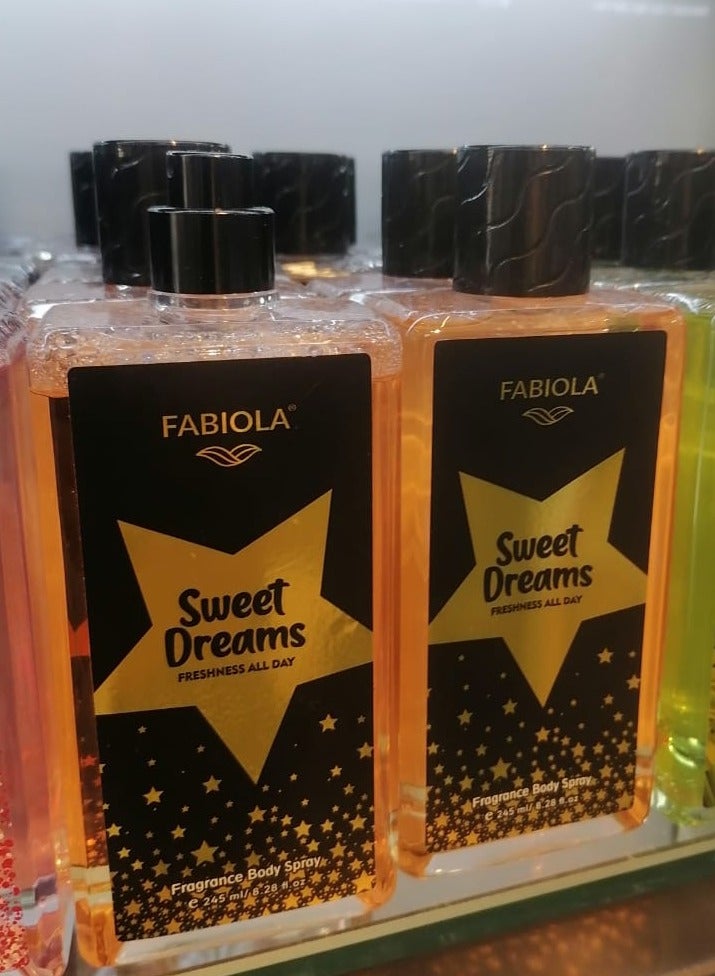 FABIOLA®
Sweet
Dreams
FRESHNESS ALL DAY
Fragrance Body Spray
℮ 245 ml/ 8.28 fl.oz
FABIOLA®
Sweet
Dreams
FRESHNESS ALL DAY
Fragrance Body Spray
℮ 245 ml/ 8.28 fl.oz